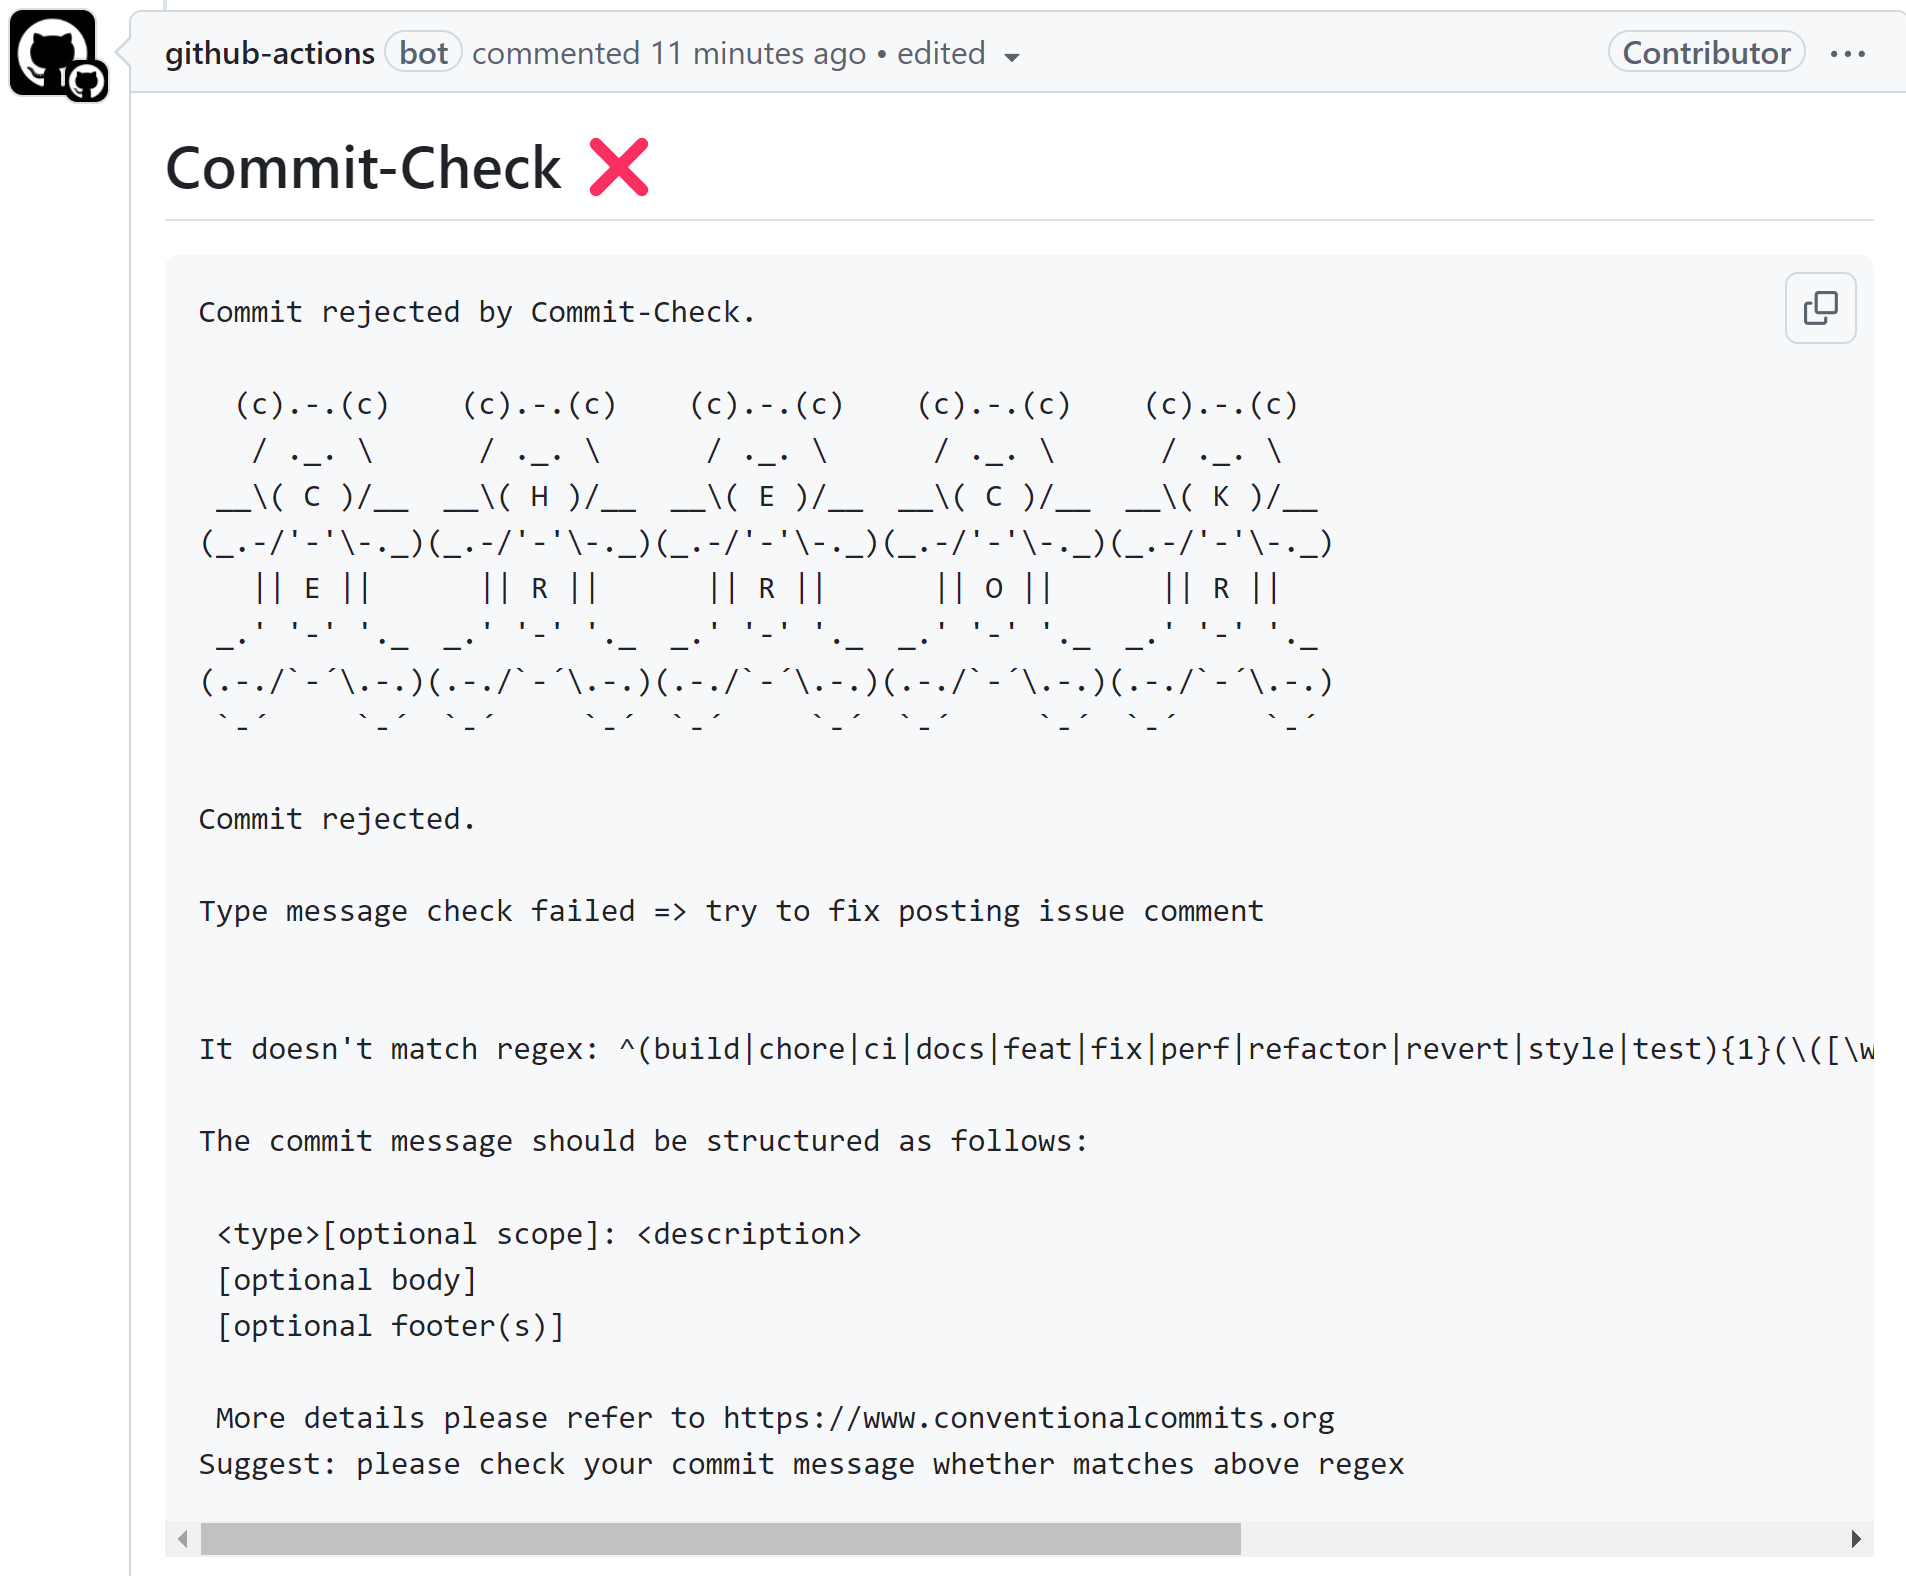 github-actions bot commented 11 minutes ago • edited Contributor ...
Commit-Check ❌
Commit rejected by Commit-Check.
  (c).-.(c)    (c).-.(c)    (c).-.(c)    (c).-.(c)    (c).-.(c)
   / ._. \      / ._. \      / ._. \      / ._. \      / ._. \
 __\( C )/__  __\( H )/__  __\( E )/__  __\( C )/__  __\( K )/__
(_.-/'-'\-._)(_.-/'-'\-._)(_.-/'-'\-._)(_.-/'-'\-._)(_.-/'-'\-._)
   || E ||      || R ||      || R ||      || O ||      || R ||
 _.' '-' '._  _.' '-' '._  _.' '-' '._  _.' '-' '._  _.' '-' '._
(.-./`-´\.-.)(.-./`-´\.-.)(.-./`-´\.-.)(.-./`-´\.-.)(.-./`-´\.-.)
 `-´     `-´  `-´     `-´  `-´     `-´  `-´     `-´  `-´     `-´
Commit rejected.
Type message check failed => try to fix posting issue comment
It doesn't match regex: ^(build|chore|ci|docs|feat|fix|perf|refactor|revert|style|test){1}(\([\w
The commit message should be structured as follows:
 <type>[optional scope]: <description>
 [optional body]
 [optional footer(s)]
 More details please refer to https://www.conventionalcommits.org
Suggest: please check your commit message whether matches above regex